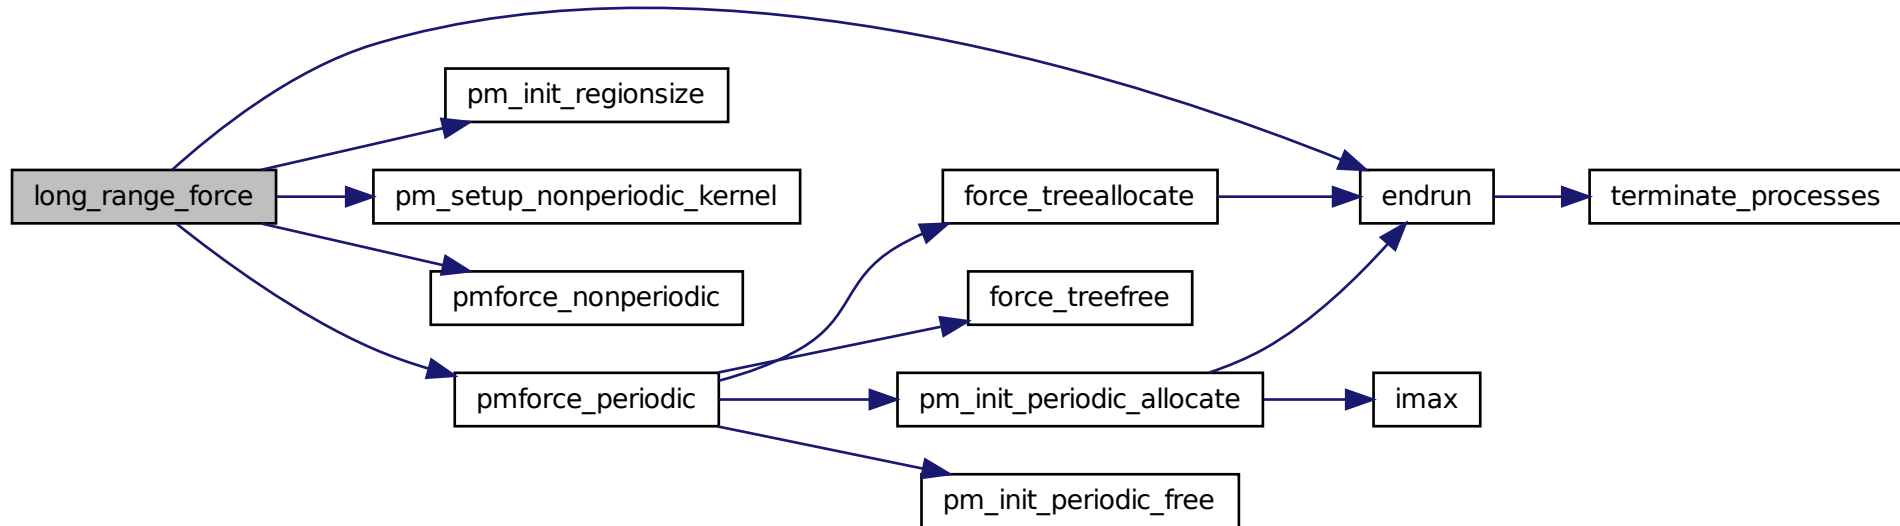 pm_init_regionsize
long_range_force
pm_setup_nonperiodic_kernel
force_treeallocate
endrun
terminate_processes
pmforce_nonperiodic
force_treefree
pmforce_periodic
pm_init_periodic_allocate
imax
pm_init_periodic_free